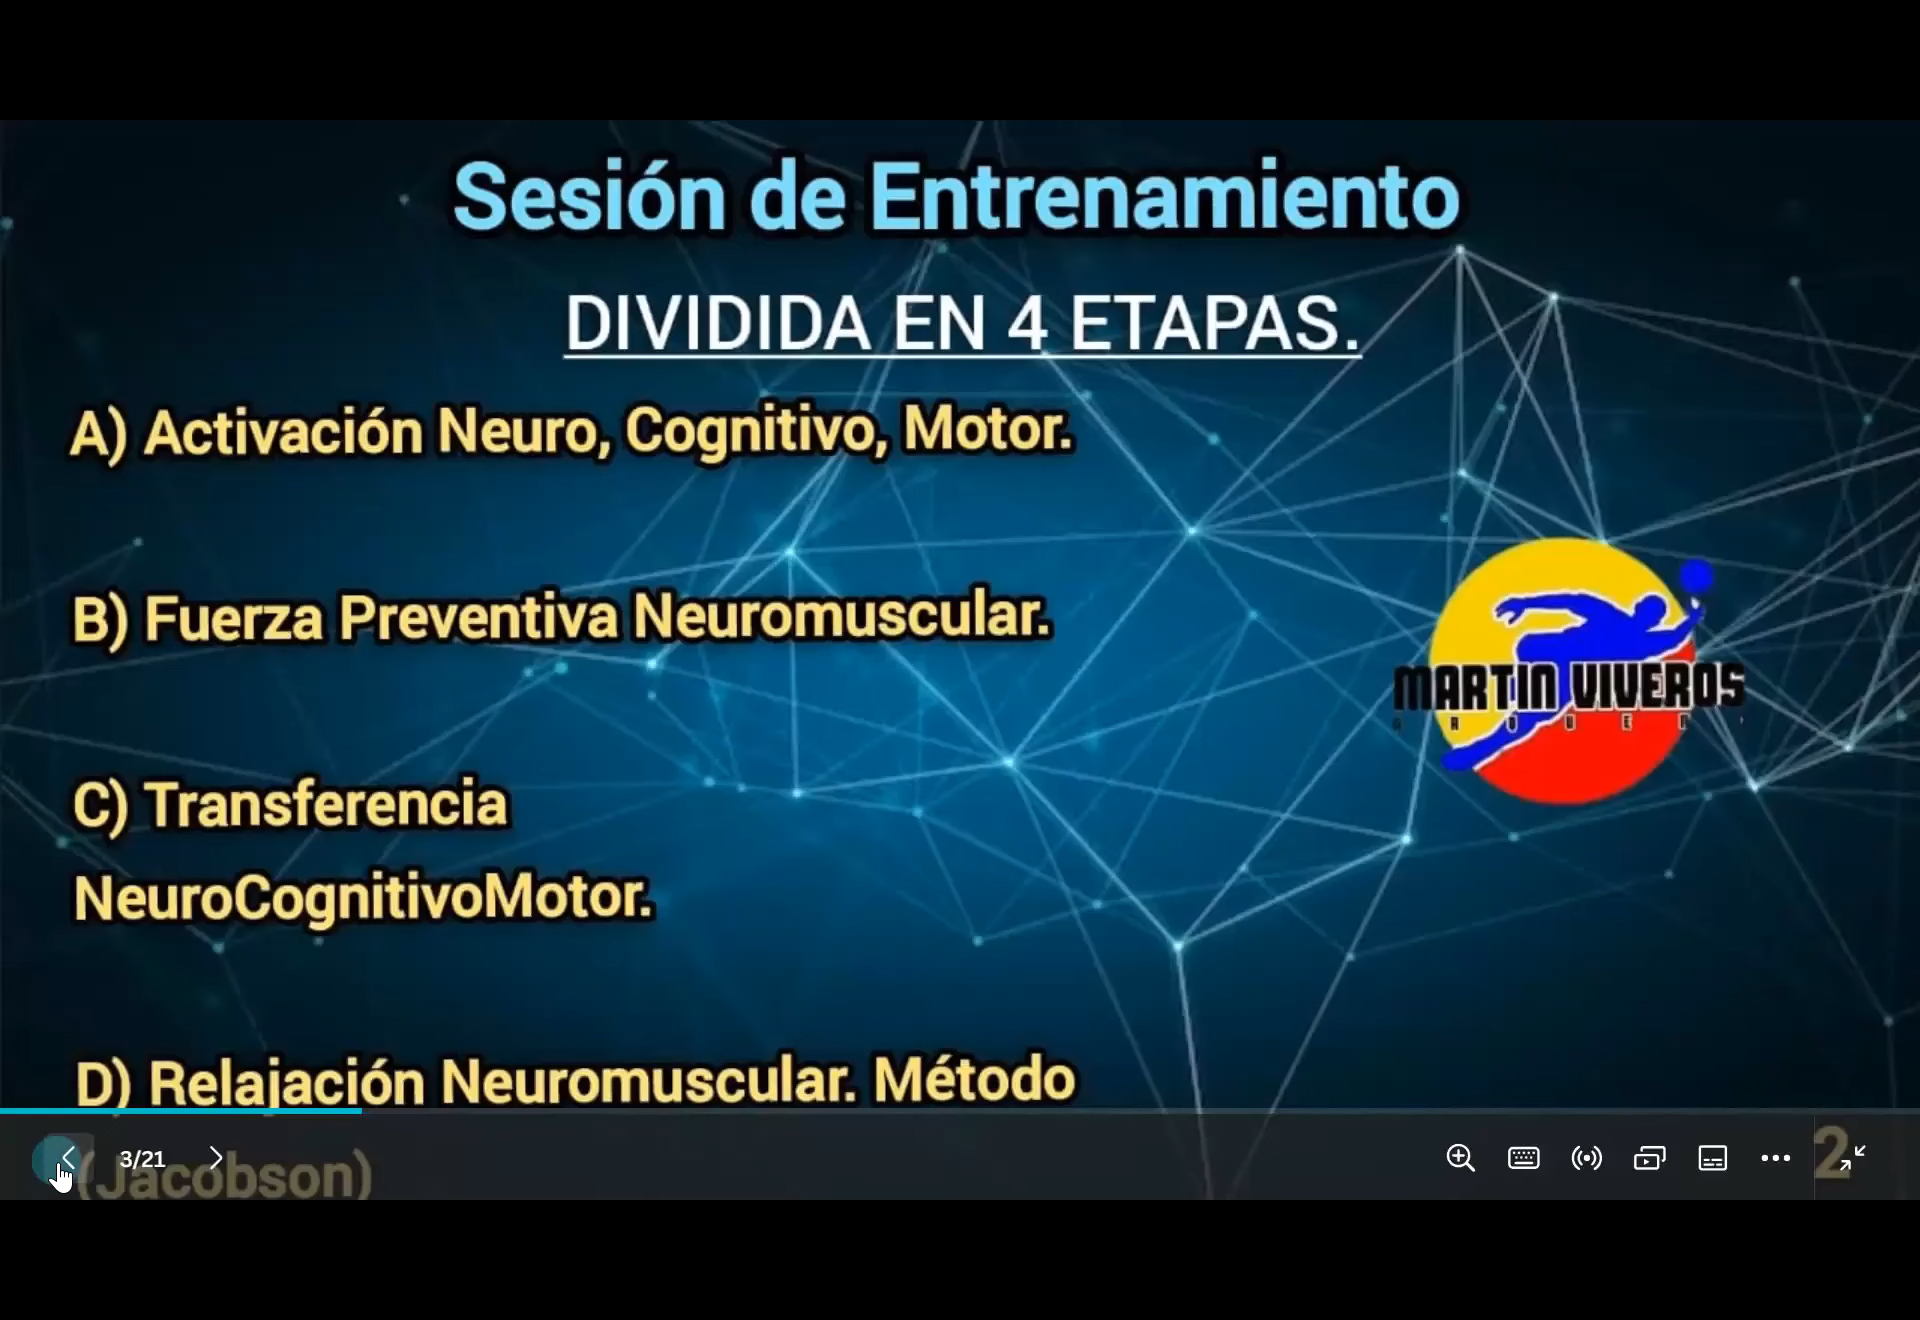 Sesión de Entrenamiento
DIVIDIDA EN 4 ETAPAS.
A) Activación Neuro, Cognitivo, Motor.
B) Fuerza Preventiva Neuromuscular.
MARTIN VIVEROS
C) Transferencia
NeuroCognitivoMotor.
D) Relajación Neuromuscular. Método
(Jacobson)
3/21
2